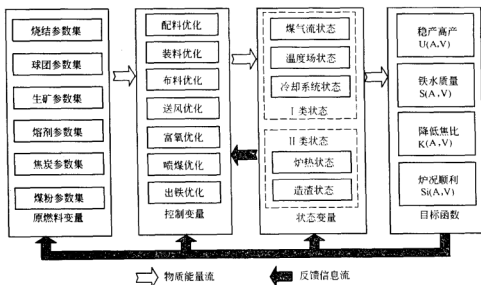 烧结参数集
球团参数集
生矿参数集
熔剂参数集
焦炭参数集
煤粉参数集
原燃料变量
配料优化
装料优化
布料优化
送风优化
富氧优化
喷煤优化
出铁优化
控制变量
煤气流状态
温度场状态
冷却系统状态
I 类状态
II 类状态
炉热状态
造渣状态
状态变量
稳产高产
U(A,V)
铁水质量
S(A,V)
降低焦比
K(A,V)
炉况顺利
Si(A,V)
目标函数
物质能量流
反馈信息流